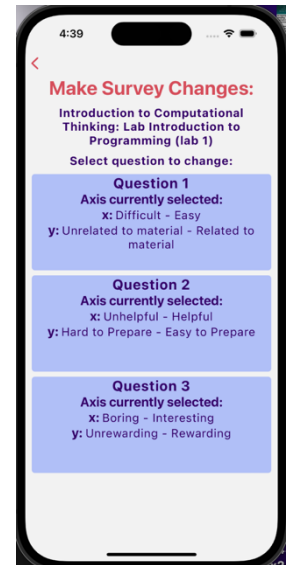 4:39
Make Survey Changes:
Introduction to Computational
Thinking: Lab Introduction to
Programming (lab 1)
Select question to change:
Question 1
Axis currently selected:
x: Difficult - Easy
y: Unrelated to material - Related to
material
Question 2
Axis currently selected:
x: Unhelpful - Helpful
y: Hard to Prepare - Easy to Prepare
Question 3
Axis currently selected:
x: Boring - Interesting
y: Unrewarding - Rewarding